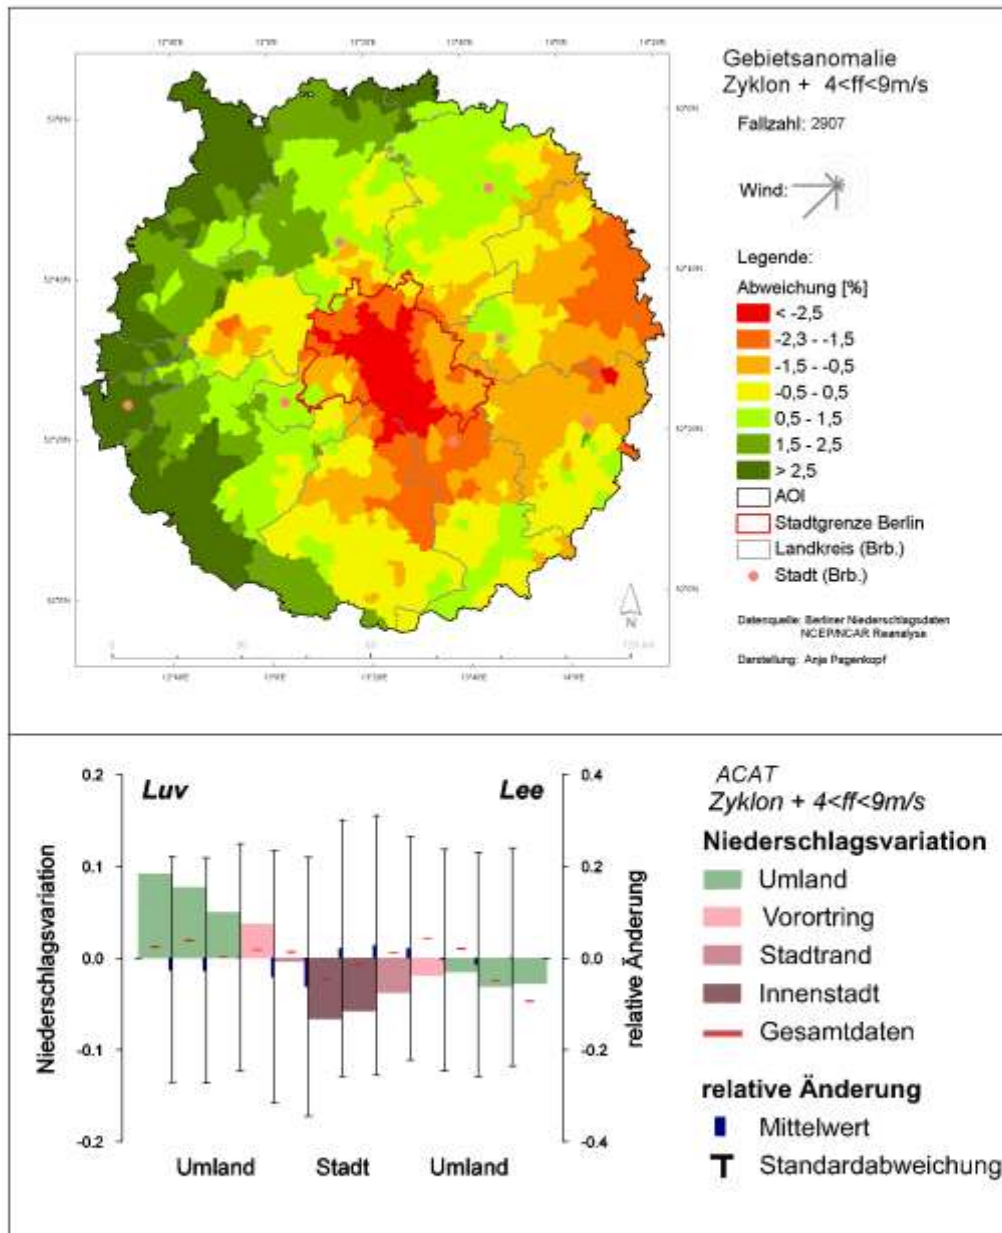 Gebietsanomalie
Zyklon + 4<ff<9m/s
Fallzahl: 2907
Wind:
Legende:
Abweichung [%]
< -2,5
-2,3 - -1,5
-1,5 - -0,5
-0,5 - 0,5
0,5 - 1,5
1,5 - 2,5
> 2,5
AOI
Stadtgrenze Berlin
Landkreis (Brb.)
Stadt (Brb.)
N
Datenquelle: Berliner Niederschlagsdaten
NCEP/NCAR Reanalyse
Darstellung: Anja Pagenkopf
0.2
0.1
0.0
-0.1
-0.2
Niederschlagsvariation
Luv
Lee
0.4
0.2
0.0
-0.2
-0.4
relative Änderung
Umland
Stadt
Umland
ACAT
Zyklon + 4<ff<9m/s
Niederschlagsvariation
Umland
Vorortring
Stadtrand
Innenstadt
Gesamtdaten
relative Änderung
Mittelwert
Standardabweichung